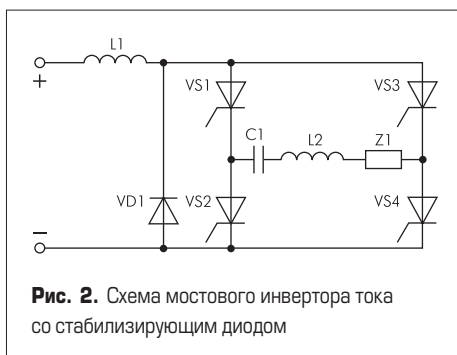 L1
+
VS1
VS3
C1
L2
Z1
VD1
VS2
VS4
–
Рис. 2. Схема мостового инвертора тока
со стабилизирующим диодом